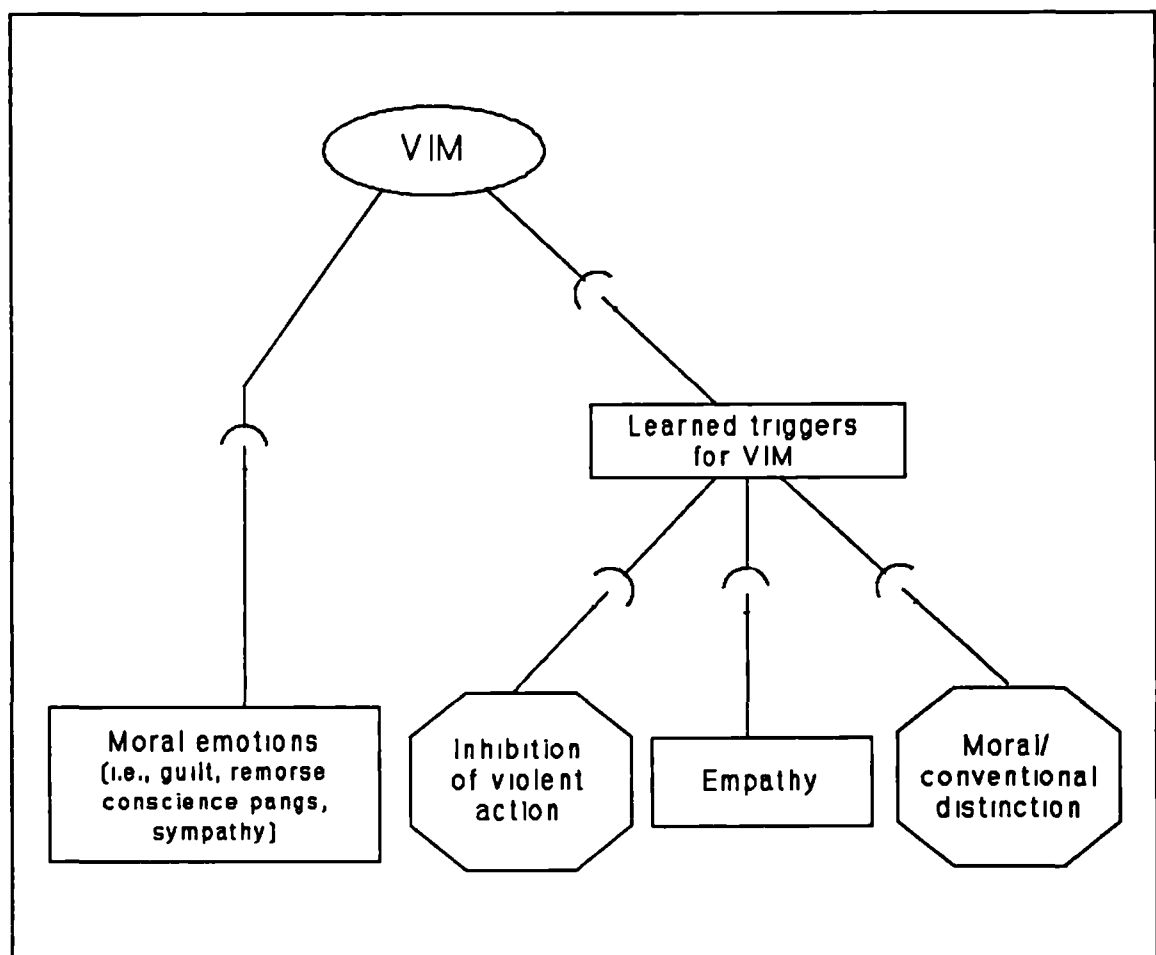 VIM
Learned triggers
for VIM
Moral emotions
(i.e., guilt, remorse
conscience pangs,
sympathy)
Inhibition
of violent
action
Empathy
Moral/
conventional
distinction